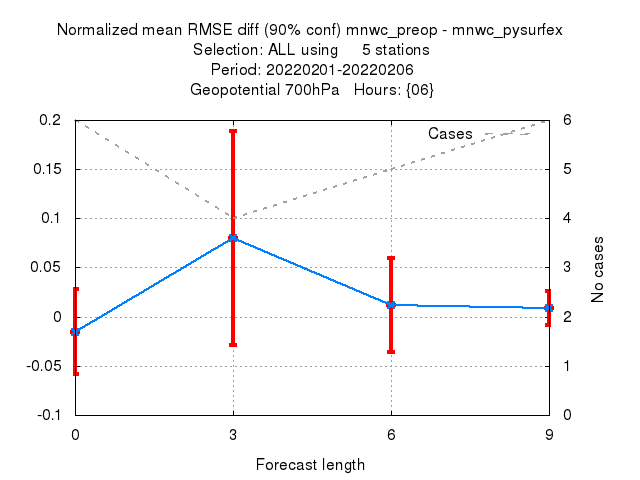 Normalized mean RMSE diff (90% conf) mnwc_preop - mnwc_pysurfex
Selection: ALL using 5 stations
Period: 20220201-20220206
Geopotential 700hPa Hours: {06}
Cases
0.2
0.15
0.1
0.05
0
-0.05
-0.1
6
5
4
3
2
1
0
No cases
0 3 6 9
Forecast length